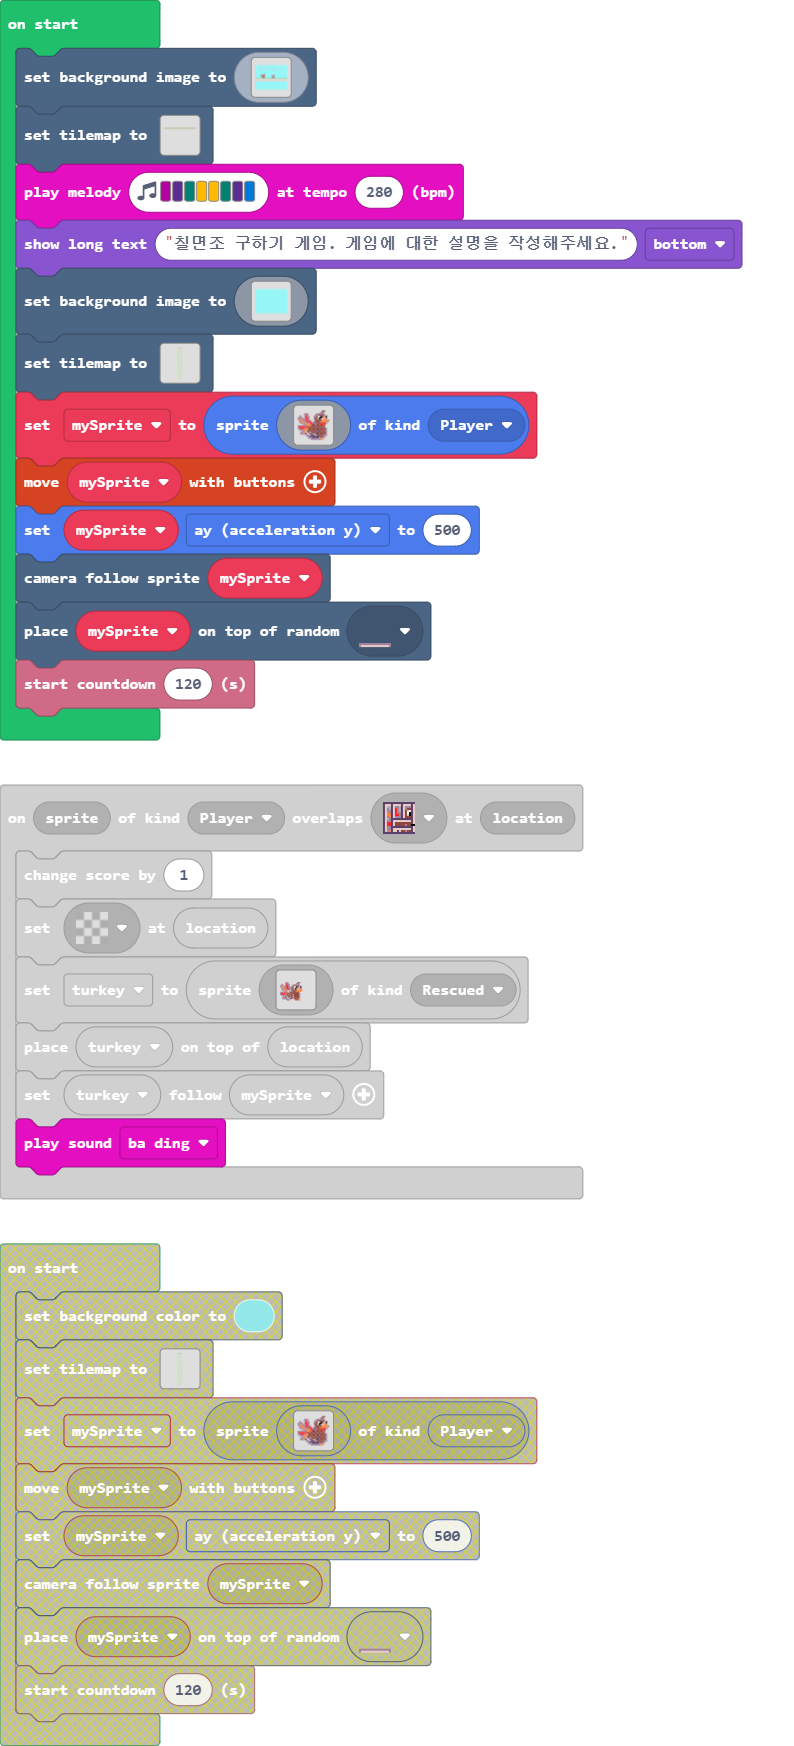 on start
set background image to
set tilemap to
play melody at tempo 280 (bpm)
show long text "칠면조 구하기 게임. 게임에 대한 설명을 작성해주세요." bottom
set background image to
set tilemap to
set mySprite to sprite of kind Player
move mySprite with buttons
set mySprite ay (acceleration y) to 500
camera follow sprite mySprite
place mySprite on top of random
start countdown 120 (s)
on sprite of kind Player overlaps at location
change score by 1
set at location
set turkey to sprite of kind Rescued
place turkey on top of location
set turkey follow mySprite
play sound ba ding
on start
set background color to
set tilemap to
set mySprite to sprite of kind Player
move mySprite with buttons
set mySprite ay (acceleration y) to 500
camera follow sprite mySprite
place mySprite on top of random
start countdown 120 (s)